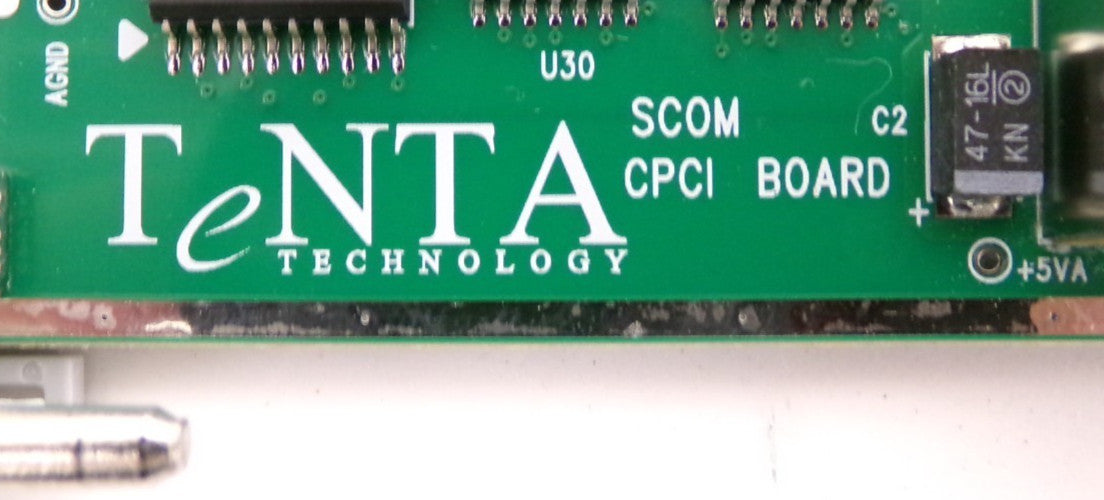 AGND
U30
TeNTA
TECHNOLOGY
SCOM
CPCI BOARD
C2
47-16L
KN 2
+
+5VA